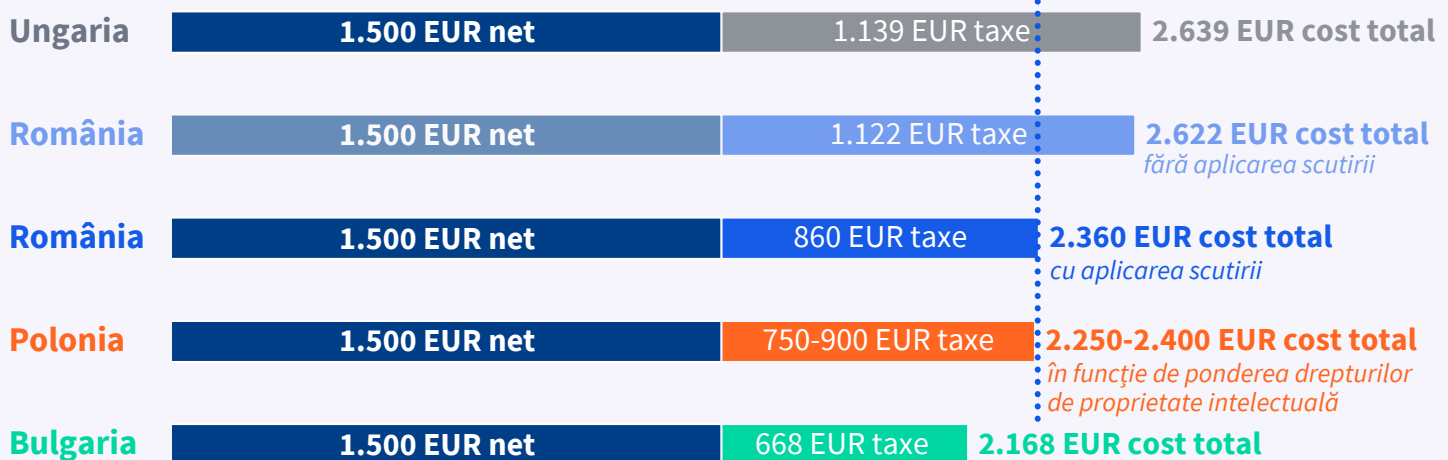 Ungaria 1.500 EUR net 1.139 EUR taxe 2.639 EUR cost total
România 1.500 EUR net 1.122 EUR taxe 2.622 EUR cost total
fără aplicarea scutirii
România 1.500 EUR net 860 EUR taxe 2.360 EUR cost total
cu aplicarea scutirii
Polonia 1.500 EUR net 750-900 EUR taxe 2.250-2.400 EUR cost total
în funcție de ponderea drepturilor
de proprietate intelectuală
Bulgaria 1.500 EUR net 668 EUR taxe 2.168 EUR cost total